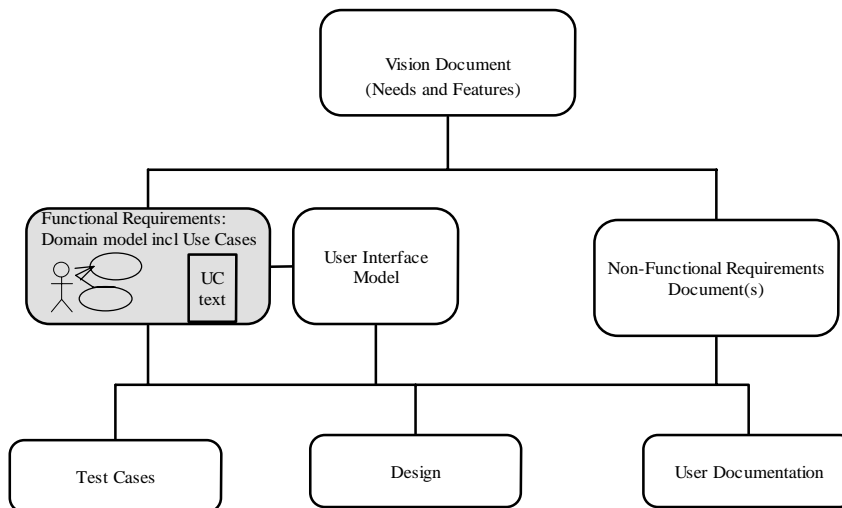 Vision Document
(Needs and Features)
Functional Requirements:
Domain model incl Use Cases
UC
text
User Interface
Model
Non-Functional Requirements
Document(s)
Test Cases
Design
User Documentation